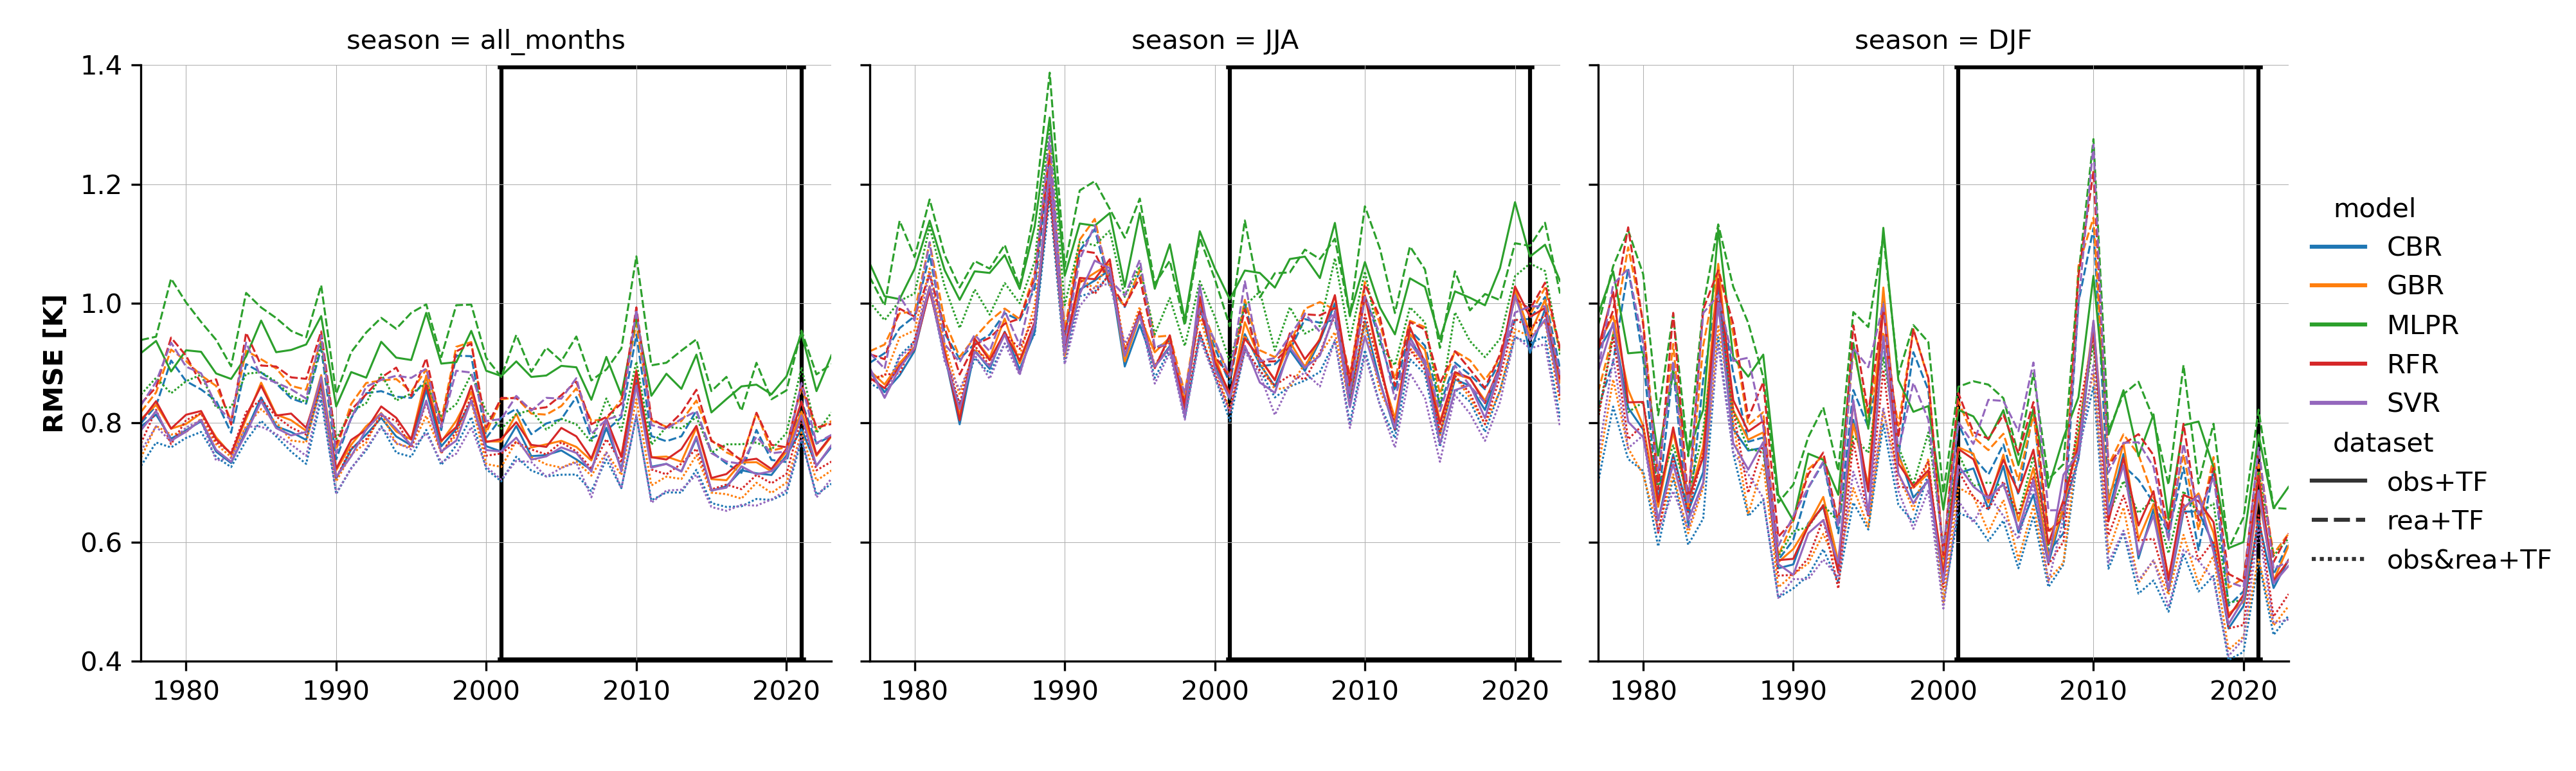 season = all_months
season = JJA
season = DJF
1.4
1.2
1.0
0.8
0.6
0.4
RMSE [K]
1980 1990 2000 2010 2020
1980 1990 2000 2010 2020
1980 1990 2000 2010 2020
model
CBR
GBR
MLPR
RFR
SVR
dataset
obs+TF
rea+TF
obs&rea+TF